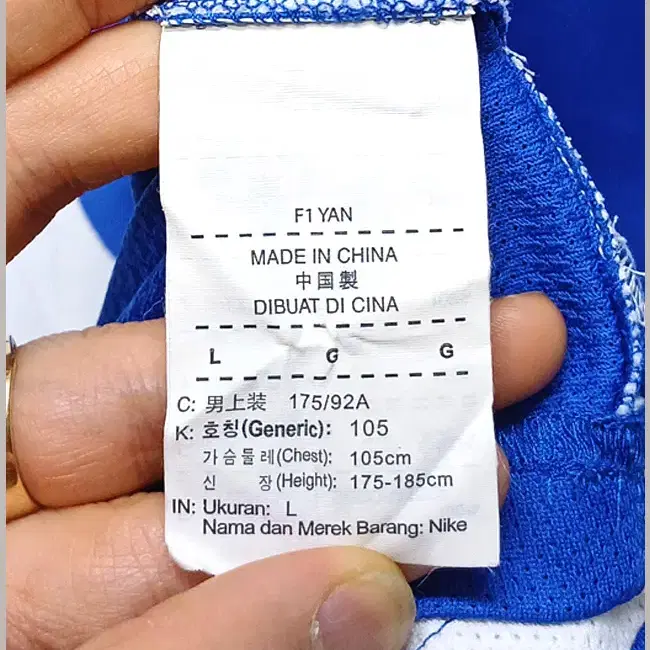 F1 YAN
MADE IN CHINA
中国製
DIBUAT DI CINA
L G G
C: 男上装 175/92A
K: 호칭(Generic): 105
가슴둘레(Chest): 105cm
신 장(Height): 175-185cm
IN: Ukuran: L
Nama dan Merek Barang: Nike